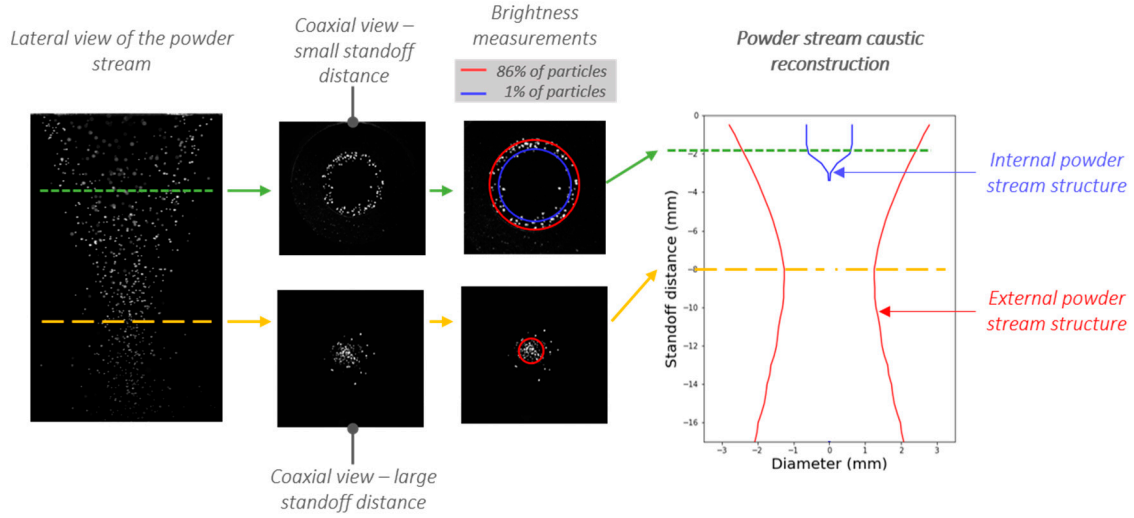 Lateral view of the powder
stream
Coaxial view –
small standoff
distance
Brightness
measurements
86% of particles
1% of particles
Powder stream caustic
reconstruction
0
−2
−4
−6
−8
−10
−12
−14
−16
Standoff distance (mm)
−3 −2 −1 0 1 2 3
Diameter (mm)
Internal powder
stream structure
External powder
stream structure
Coaxial view – large
standoff distance